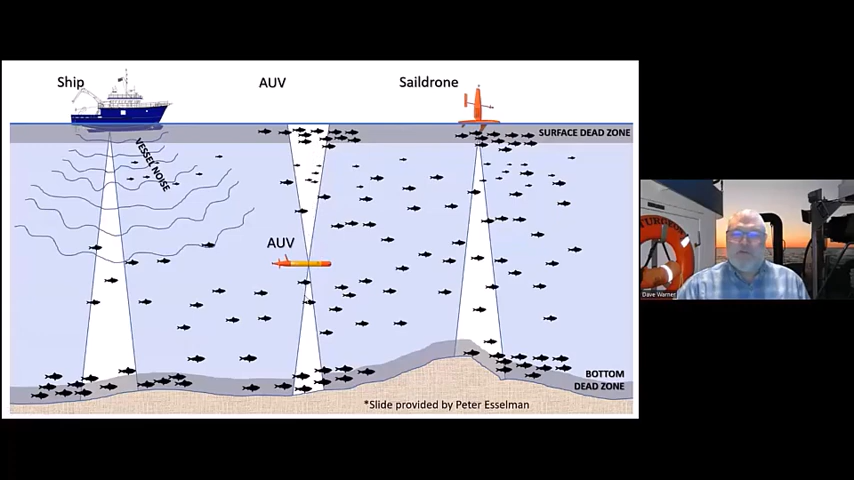 Ship
AUV
Saildrone
SURFACE DEAD ZONE
VESSEL NOISE
AUV
BOTTOM
DEAD ZONE
*Slide provided by Peter Esselman
STURGEON
Dave Warner